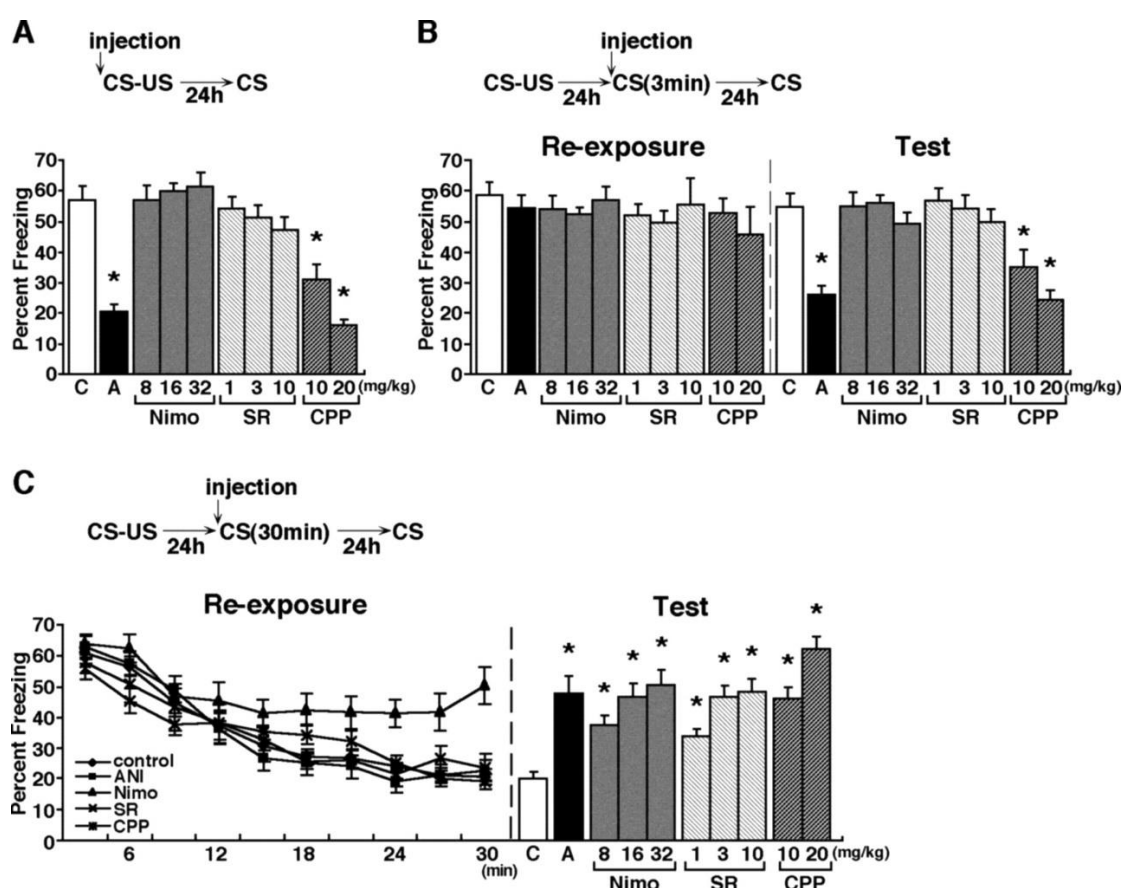 A
injection
CS-US 24h CS
Percent Freezing
70
60
50
40
30
20
10
0
*
*
*
C A 8 16 32 1 3 10 10 20 (mg/kg)
Nimo SR CPP
B
injection
CS-US 24h CS(3min) 24h CS
Re-exposure Test
Percent Freezing
70
60
50
40
30
20
10
0
*
*
*
C A 8 16 32 1 3 10 10 20 C A 8 16 32 1 3 10 10 20 (mg/kg)
Nimo SR CPP Nimo SR CPP
C
injection
CS-US 24h CS(30min) 24h CS
Re-exposure Test
Percent Freezing
70
60
50
40
30
20
10
0
control
ANI
Nimo
SR
CPP
6 12 18 24 30
(min)
* * * * * * * * *
C A 8 16 32 1 3 10 10 20 (mg/kg)
Nimo SR CPP